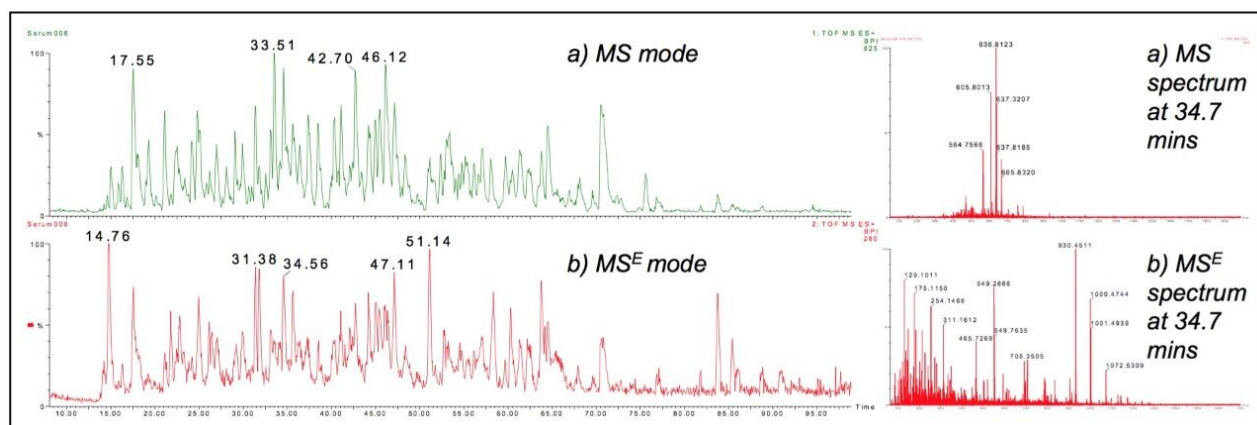 Serum006
1: TOF MS ES+
BPI
825
100
%
0
17.55
33.51
42.70
46.12
a) MS mode
Serum006
2: TOF MS ES+
BPI
260
100
%
0
14.76
31.38
34.56
47.11
51.14
b) MSE mode
10.00 15.00 20.00 25.00 30.00 35.00 40.00 45.00 50.00 55.00 60.00 65.00 70.00 75.00 80.00 85.00 90.00 95.00
Time
636.8123
605.8013
637.3207
564.7568
637.8185
665.8320
a) MS
spectrum
at 34.7
mins
930.4511
129.1011
175.1150
549.2686
254.1468
1000.4744
311.1612
1001.4939
549.7635
465.7269
705.3505
b) MSE
spectrum
at 34.7
mins